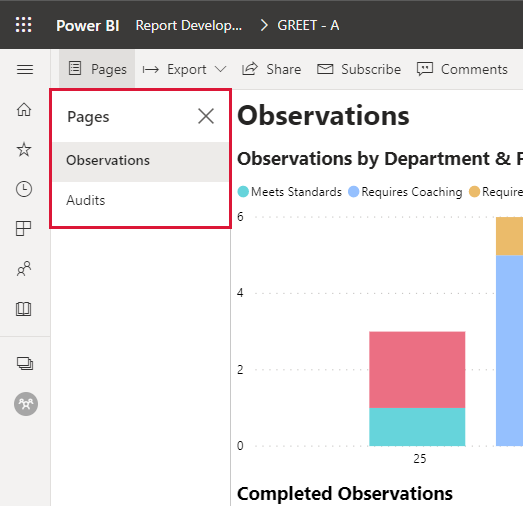 Power BI Report Develop... > GREET - A
Pages Export Share Subscribe Comments
Pages
Observations
Audits
Observations
Observations by Department &
Meets Standards Requires Coaching Require
6
4
2
0
25
Completed Observations